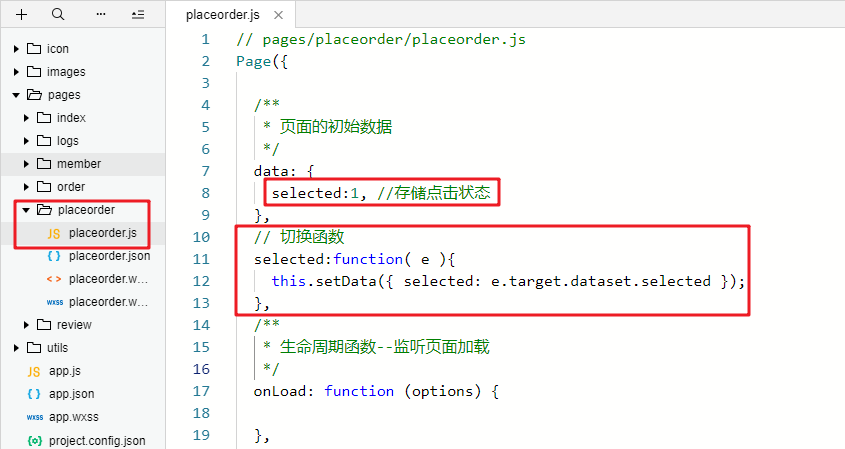 placeorder.js
icon
images
pages
index
logs
member
order
placeorder
JS placeorder.js
{ } placeorder.json
< > placeorder.w...
wxss placeorder.w...
review
utils
JS app.js
{ } app.json
wxss app.wxss
{o} project.config.json
1 // pages/placeorder/placeorder.js
2 Page({
3
4 /**
5 * 页面的初始数据
6 */
7 data: {
8 selected:1, //存储点击状态
9 },
10 // 切换函数
11 selected:function( e ){
12 this.setData({ selected: e.target.dataset.selected });
13 },
14 /**
15 * 生命周期函数--监听页面加载
16 */
17 onLoad: function (options) {
18
19 },